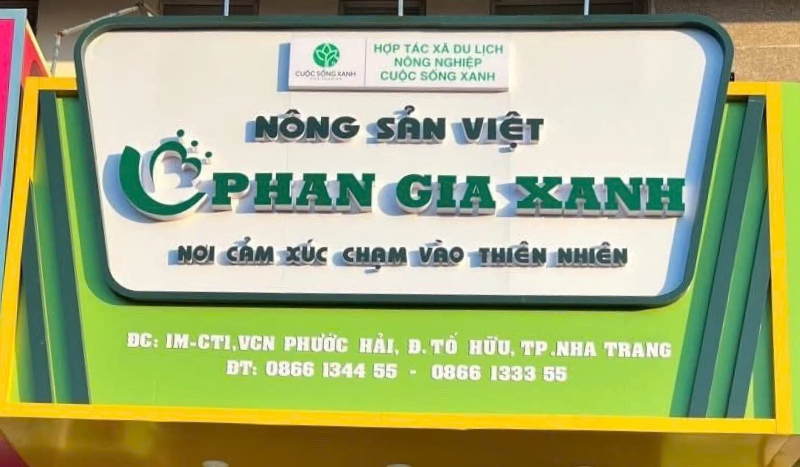 CUỘC SỐNG XANH
HỢP TÁC XÃ DU LỊCH
NÔNG NGHIỆP
CUỘC SỐNG XANH
NÔNG SẢN VIỆT
PHAN GIA XANH
NƠI CẢM XÚC CHẠM VÀO THIÊN NHIÊN
ĐC: 1M-CT1,VCN PHƯỚC HẢI, Đ. TỐ HỮU, TP.NHA TRANG
ĐT: 0866 1344 55 - 0866 1333 55